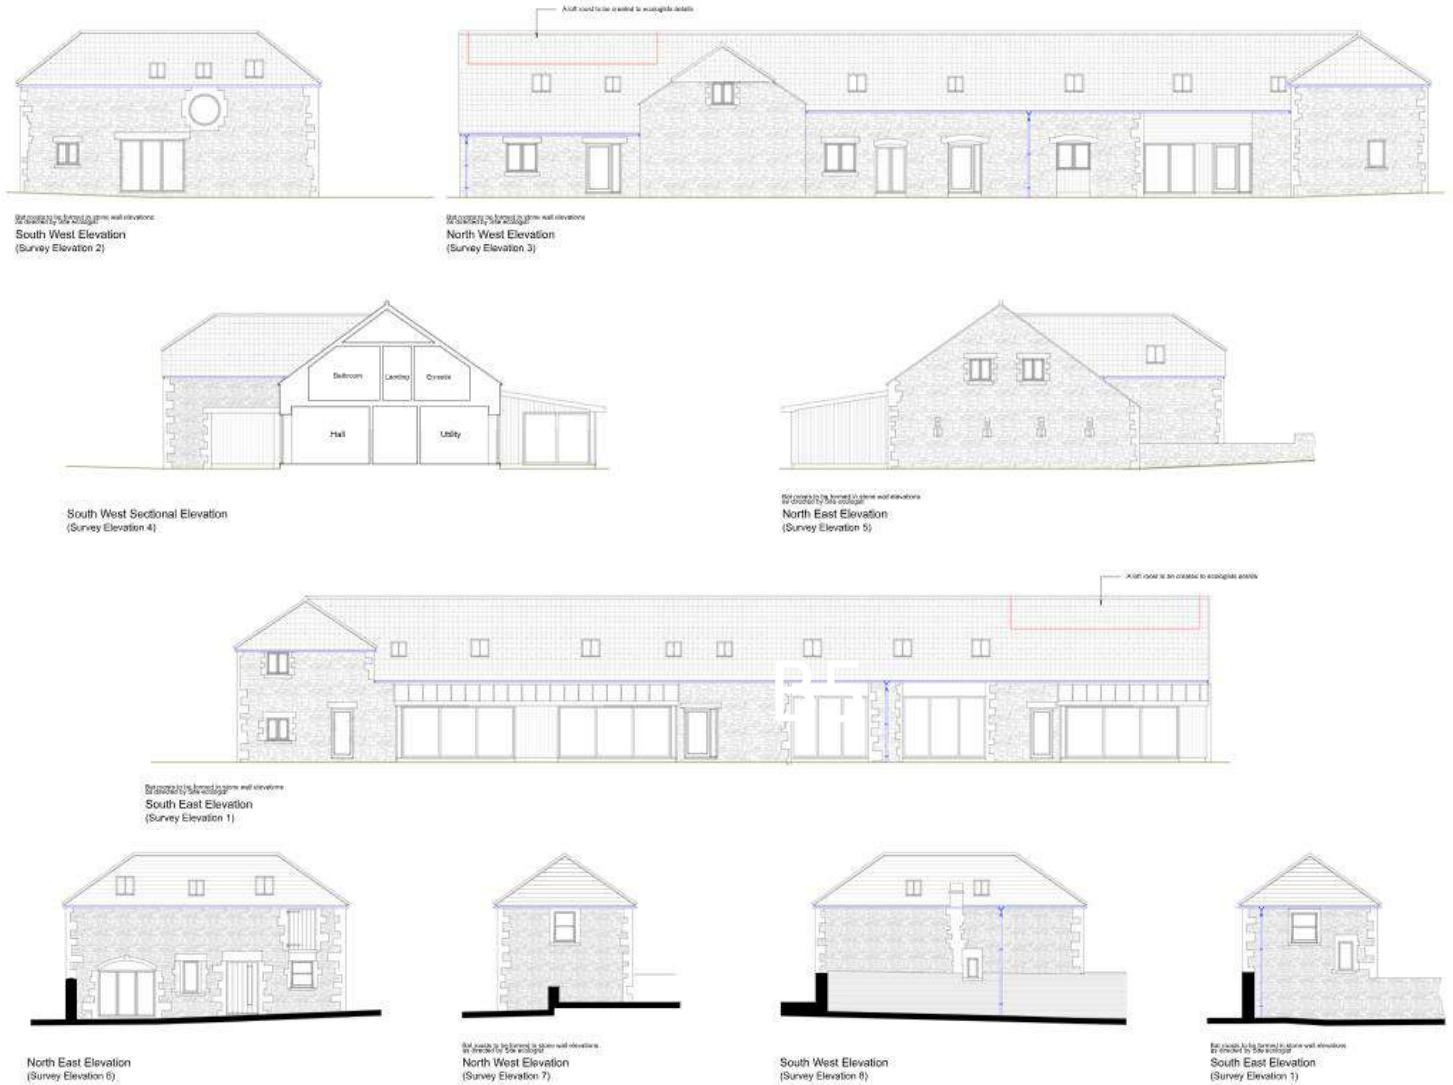 A loft roost to be created to ecologists details
Bat roosts to be formed in stone wall elevations
as directed by Site ecologist
South West Elevation
(Survey Elevation 2)
Bat roosts to be formed in stone wall elevations
as directed by Site ecologist
North West Elevation
(Survey Elevation 3)
Bathroom
Landing
Ensuite
Hall
Utility
South West Sectional Elevation
(Survey Elevation 4)
Bat roosts to be formed in stone wall elevations
as directed by Site ecologist
North East Elevation
(Survey Elevation 5)
A loft roost to be created to ecologists details
Bat roosts to be formed in stone wall elevations
as directed by Site ecologist
South East Elevation
(Survey Elevation 1)
North East Elevation
(Survey Elevation 6)
Bat roosts to be formed in stone wall elevations
as directed by Site ecologist
North West Elevation
(Survey Elevation 7)
South West Elevation
(Survey Elevation 8)
Bat roosts to be formed in stone wall elevations
as directed by Site ecologist
South East Elevation
(Survey Elevation 1)